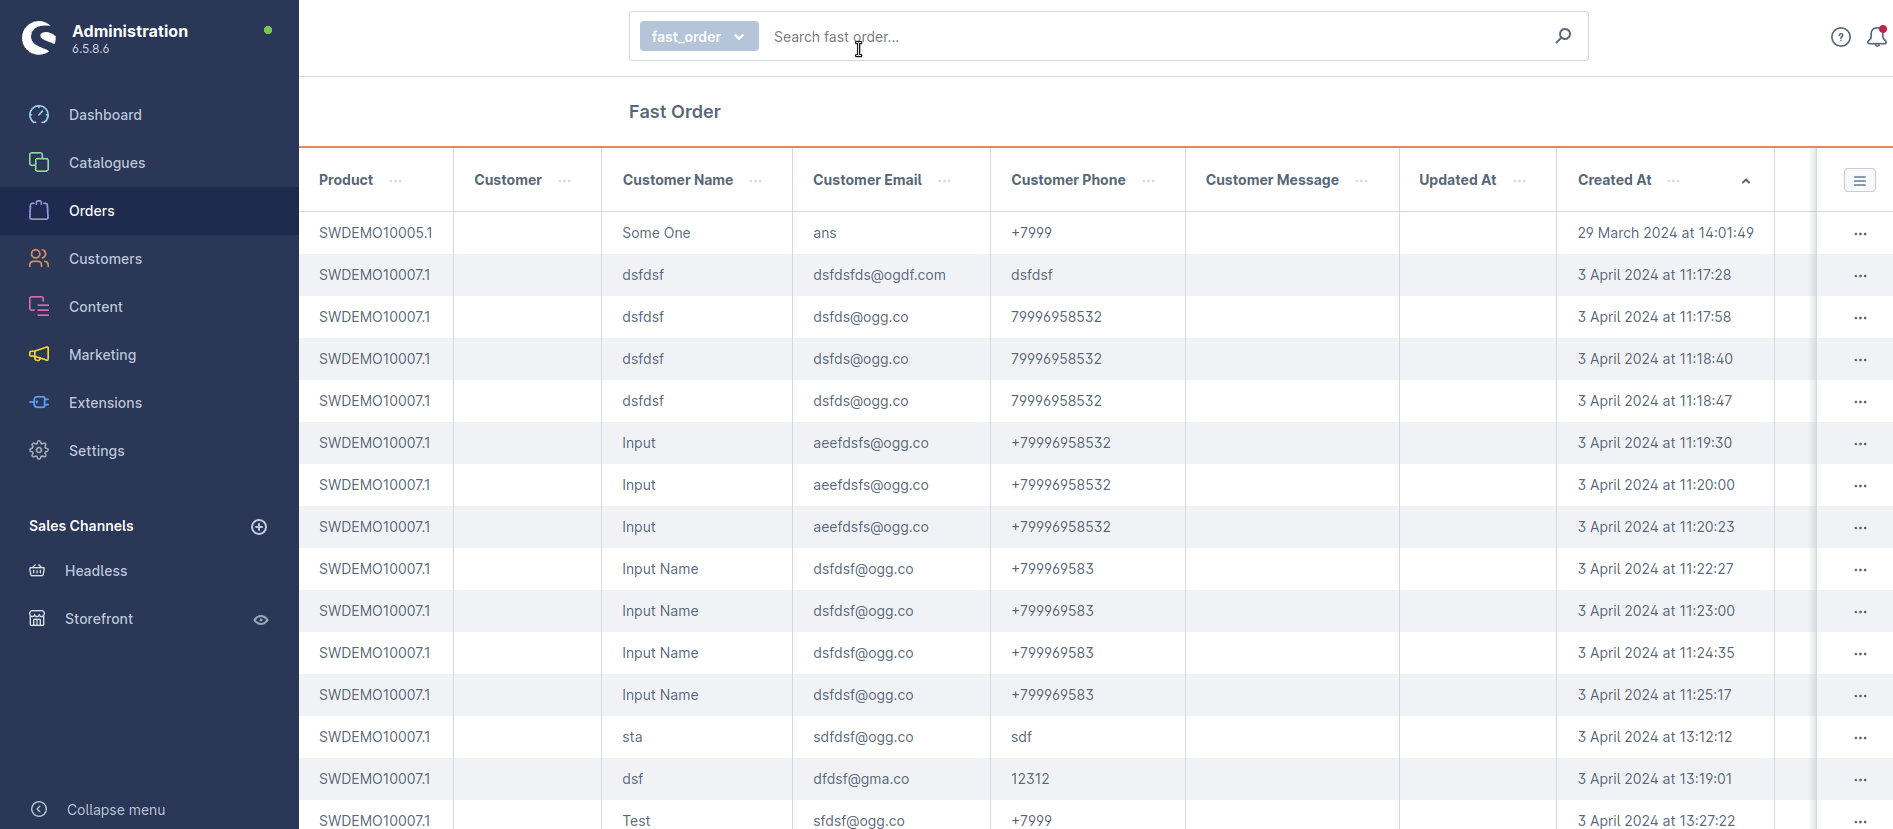 Administration
6.5.8.6
Dashboard
Catalogues
Orders
Customers
Content
Marketing
Extensions
Settings
Sales Channels
Headless
Storefront
Collapse menu
fast_order Search fast order...
Fast Order
Product Customer Customer Name Customer Email Customer Phone Customer Message Updated At Created At
SWDEMO10005.1 Some One ans +7999 29 March 2024 at 14:01:49
SWDEMO10007.1 dsfdsf dsfdsfds@ogdf.com dsfdsf 3 April 2024 at 11:17:28
SWDEMO10007.1 dsfdsf dsfds@ogg.co 79996958532 3 April 2024 at 11:17:58
SWDEMO10007.1 dsfdsf dsfds@ogg.co 79996958532 3 April 2024 at 11:18:40
SWDEMO10007.1 dsfdsf dsfds@ogg.co 79996958532 3 April 2024 at 11:18:47
SWDEMO10007.1 Input aeefdsfs@ogg.co +79996958532 3 April 2024 at 11:19:30
SWDEMO10007.1 Input aeefdsfs@ogg.co +79996958532 3 April 2024 at 11:20:00
SWDEMO10007.1 Input aeefdsfs@ogg.co +79996958532 3 April 2024 at 11:20:23
SWDEMO10007.1 Input Name dsfdsf@ogg.co +799969583 3 April 2024 at 11:22:27
SWDEMO10007.1 Input Name dsfdsf@ogg.co +799969583 3 April 2024 at 11:23:00
SWDEMO10007.1 Input Name dsfdsf@ogg.co +799969583 3 April 2024 at 11:24:35
SWDEMO10007.1 Input Name dsfdsf@ogg.co +799969583 3 April 2024 at 11:25:17
SWDEMO10007.1 sta sdfdsf@ogg.co sdf 3 April 2024 at 13:12:12
SWDEMO10007.1 dsf dfdsf@gma.co 12312 3 April 2024 at 13:19:01
SWDEMO10007.1 Test sfdsf@ogg.co +7999 3 April 2024 at 13:27:22